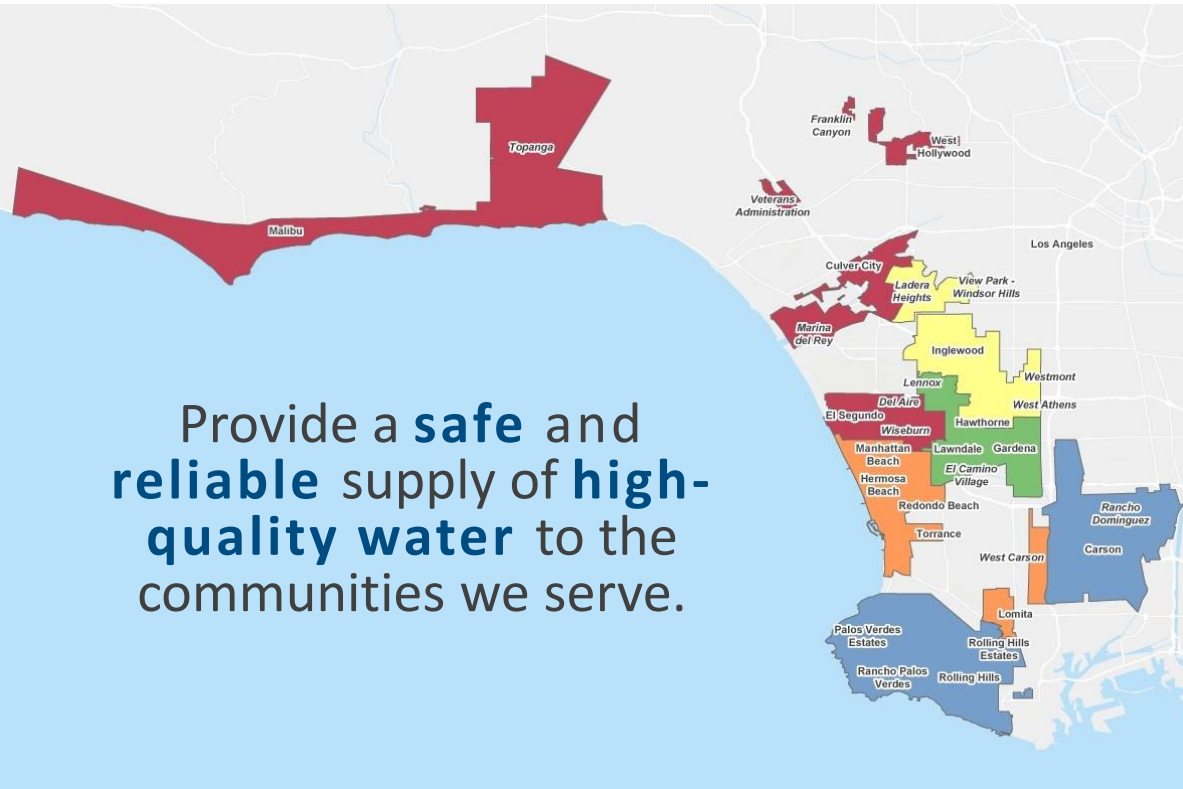 Franklin
Canyon
West
Hollywood
Topanga
Veterans
Administration
Malibu
Los Angeles
Culver City
Ladera
Heights
View Park -
Windsor Hills
Marina
del Rey
Inglewood
Lennox
Westmont
Del Aire
West Athens
El Segundo
Hawthorne
Wiseburn
Manhattan
Beach
Lawndale
Gardena
El Camino
Village
Hermosa
Beach
Redondo Beach
Rancho
Dominguez
Torrance
West Carson
Carson
Lomita
Palos Verdes
Estates
Rolling Hills
Estates
Rancho Palos
Verdes
Rolling Hills
Provide a safe and
reliable supply of high-
quality water to the
communities we serve.